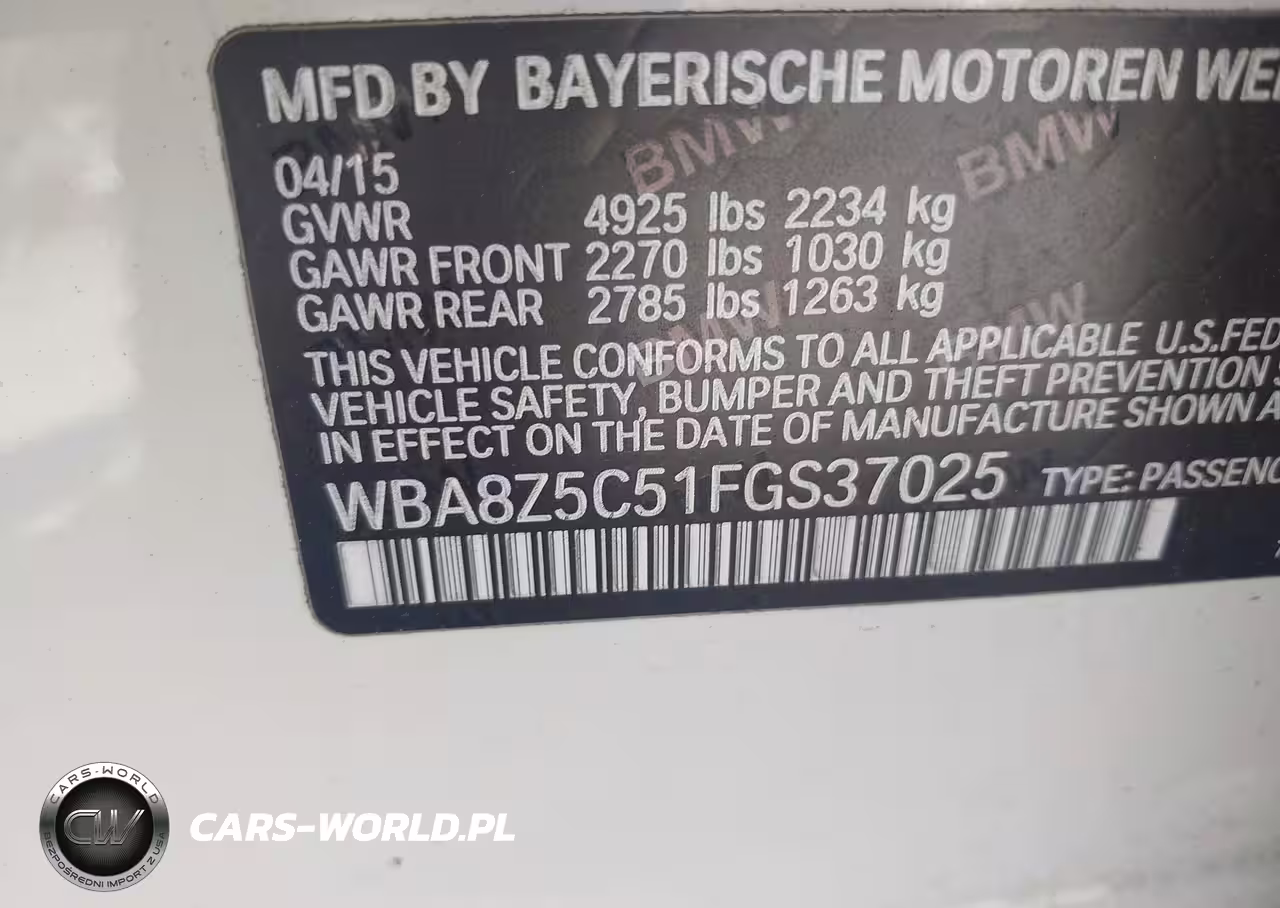 MFD BY BAYERISCHE MOTOREN WE
04/15
GVWR 4925 lbs 2234 kg
GAWR FRONT 2270 lbs 1030 kg
GAWR REAR 2785 lbs 1263 kg
THIS VEHICLE CONFORMS TO ALL APPLICABLE U.S.FED
VEHICLE SAFETY, BUMPER AND THEFT PREVENTION
IN EFFECT ON THE DATE OF MANUFACTURE SHOWN A
WBA8Z5C51FGS37025 TYPE: PASSENG
BMW BMW
BMW BMW
CARS-WORLD
CW
BEZPOŚREDNI IMPORT Z USA
CARS-WORLD.PL